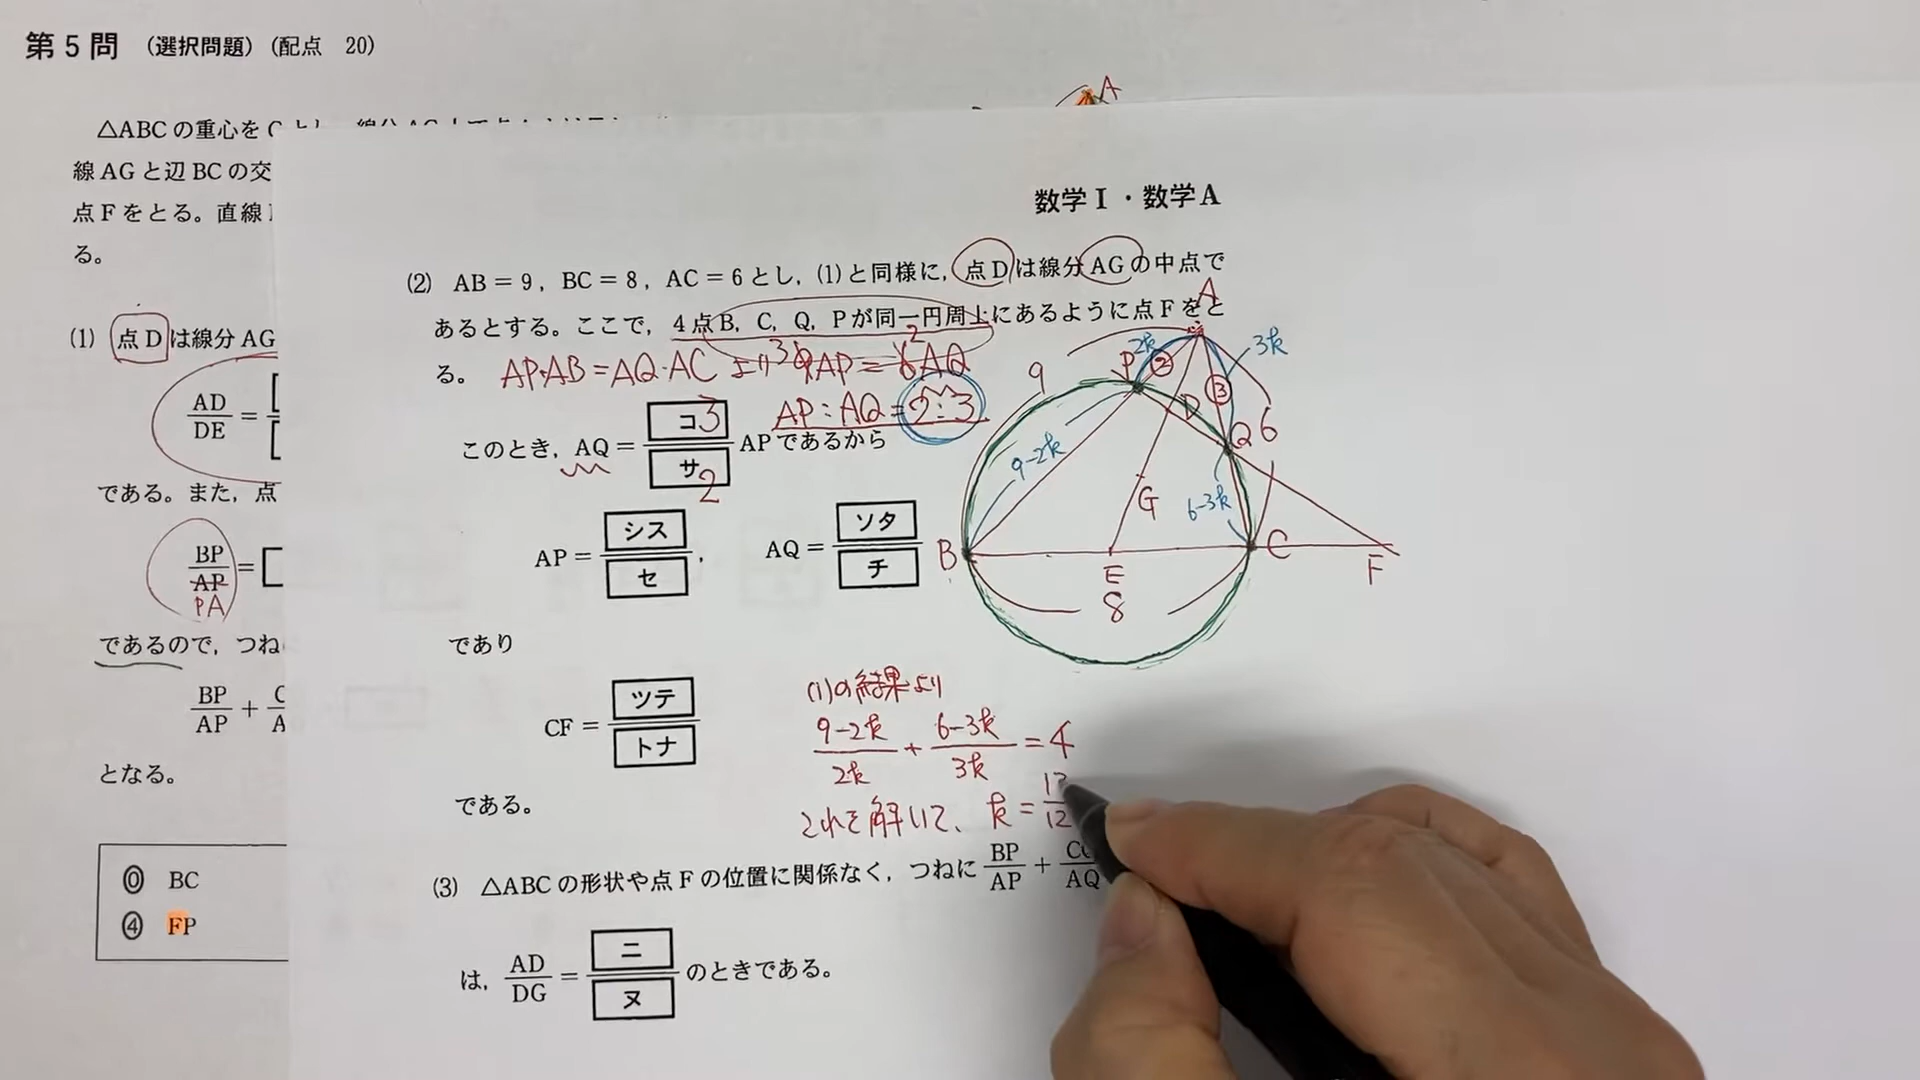 第5問 (選択問題) (配点 20)
△ABCの重心を
線AGと辺BCの交
点Fをとる。直線
る。
(1) 点Dは線分AG
AD/DE =
である。また，点
BP/AP =
PA
であるので，つね
BP/AP +
となる。
⓪ BC
④ FP
A
数学Ⅰ・数学A
(2) AB = 9，BC = 8，AC = 6とし，(1)と同様に，点Dは線分AGの中点で
あるとする。ここで，4点B，C，Q，Pが同一円周上にあるように点Fをと
る。 AP・AB=AQ・AC より 9AP = 6AQ
3 2
AP:AQ=2:3
このとき，AQ = コ/サ APであるから
3
2
AP = シス/セ ， AQ = ソタ/チ
であり
CF = ツテ/トナ
である。
A
P
2k
②
3k
③
9
D
Q
6
9-2k
G
6-3k
B
E
C
F
8
(1)の結果より
9-2k/2k + 6-3k/3k = 4
これを解いて、k = 
12
(3) △ABCの形状や点Fの位置に関係なく，つねに BP/AP + CQ/AQ
は，AD/DG = ニ/ヌ のときである。